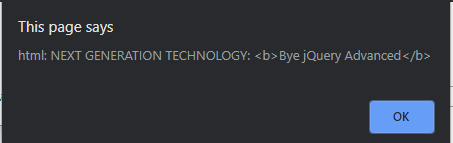 This page says
html: NEXT GENERATION TECHNOLOGY: <b>Bye jQuery Advanced</b>
OK